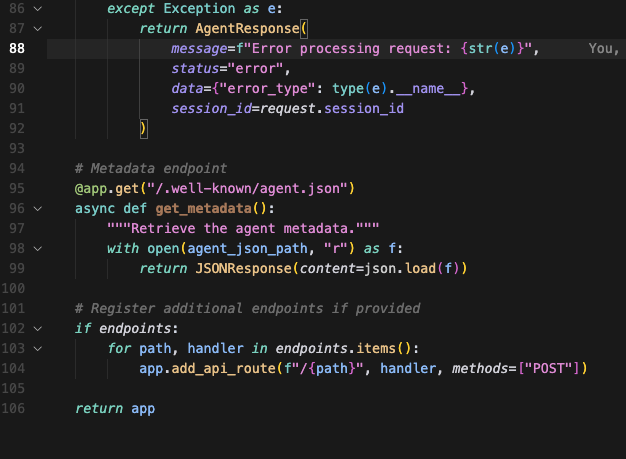 86 except Exception as e:
87 return AgentResponse(
88 message=f"Error processing request: {str(e)}", You,
89 status="error",
90 data={"error_type": type(e).__name__},
91 session_id=request.session_id
92 )
93
94 # Metadata endpoint
95 @app.get("/.well-known/agent.json")
96 async def get_metadata():
97 """Retrieve the agent metadata."""
98 with open(agent_json_path, "r") as f:
99 return JSONResponse(content=json.load(f))
100
101 # Register additional endpoints if provided
102 if endpoints:
103 for path, handler in endpoints.items():
104 app.add_api_route(f"/{path}", handler, methods=["POST"])
105
106 return app